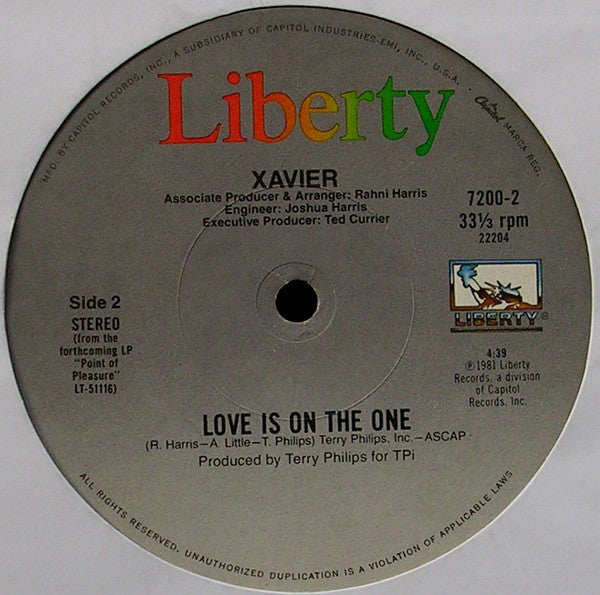 MFD. BY CAPITOL RECORDS, INC., A SUBSIDIARY OF CAPITOL INDUSTRIES-EMI, INC., U.S.A.
Capitol MARCA REG.
Liberty
XAVIER
Associate Producer & Arranger: Rahni Harris
Engineer: Joshua Harris
Executive Producer: Ted Currier
7200-2
33⅓ rpm
22204
Side 2
STEREO
(from the
forthcoming LP
"Point of
Pleasure"
LT-51116)
LIBERTY®
4:39
℗1981 Liberty
Records, a division
of Capitol
Records, Inc.
LOVE IS ON THE ONE
(R. Harris—A. Little—T. Philips) Terry Philips, Inc.—ASCAP
Produced by Terry Philips for TPi
ALL RIGHTS RESERVED. UNAUTHORIZED DUPLICATION IS A VIOLATION OF APPLICABLE LAWS